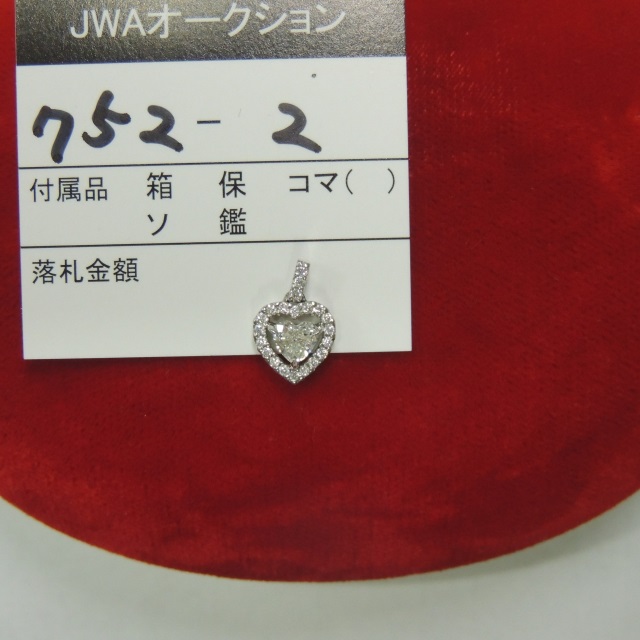 JWAオークション
752-2
付属品 箱 保 コマ( )
ソ 鑑
落札金額